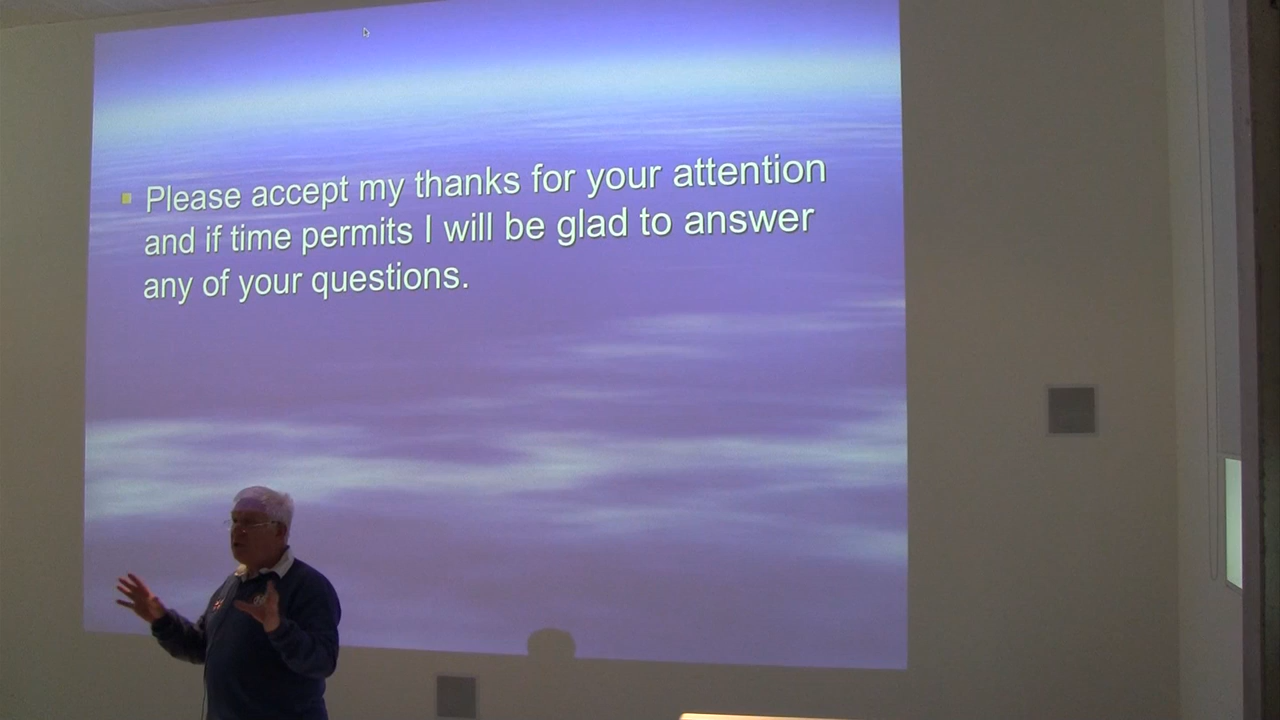 Please accept my thanks for your attention
and if time permits I will be glad to answer
any of your questions.